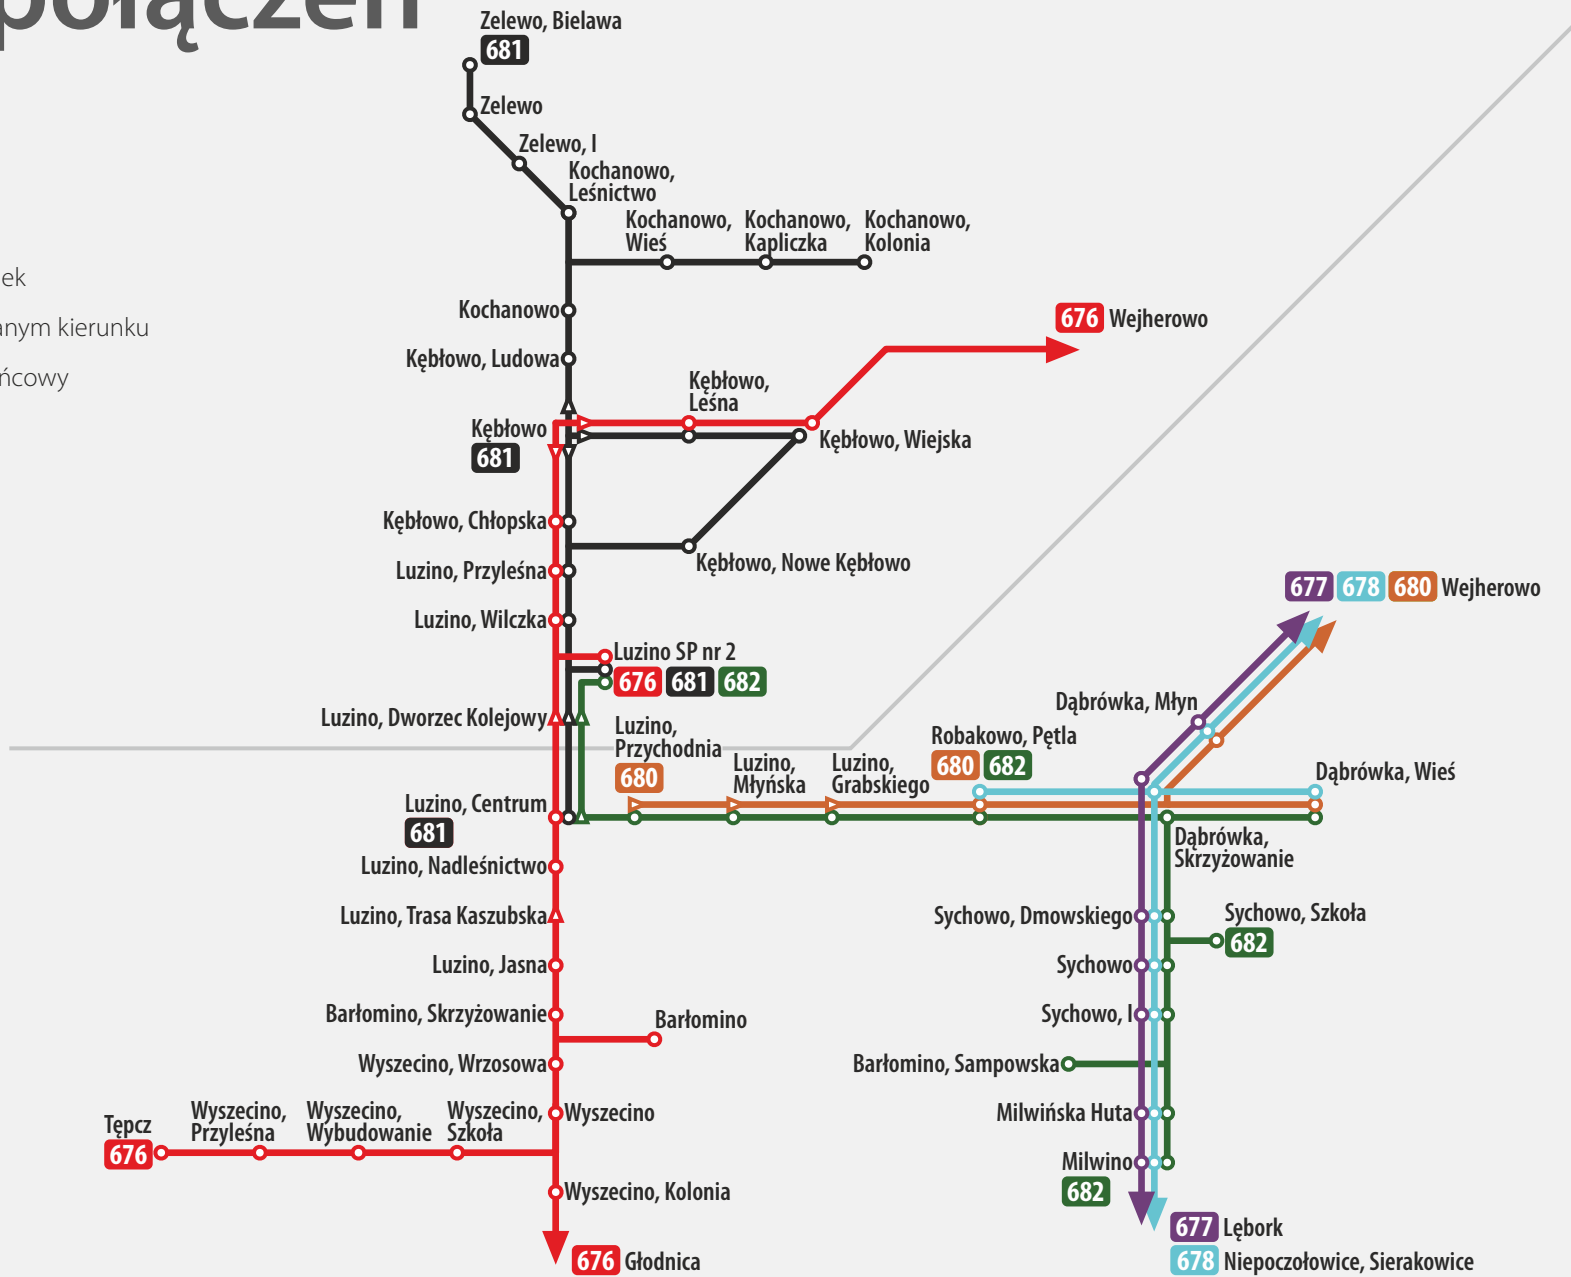 połączeń
Zelewo, Bielawa
681
Zelewo
Zelewo, I
Kochanowo,
Leśnictwo
Kochanowo,
Wieś
Kochanowo,
Kapliczka
Kochanowo,
Kolonia
ek
anym kierunku
ńcowy
Kochanowo
Kębłowo, Ludowa
676 Wejherowo
Kębłowo,
Leśna
Kębłowo
681
Kębłowo, Wiejska
Kębłowo, Chłopska
Kębłowo, Nowe Kębłowo
Luzino, Przyleśna
Luzino, Wilczka
677 678 680 Wejherowo
Luzino SP nr 2
676 681 682
Luzino, Dworzec Kolejowy
Luzino,
Przychodnia
680
Luzino,
Młyńska
Luzino,
Grabskiego
Robakowo, Pętla
680 682
Dąbrówka, Młyn
Dąbrówka, Wieś
Luzino, Centrum
681
Dąbrówka,
Skrzyżowanie
Luzino, Nadleśnictwo
Luzino, Trasa Kaszubska
Sychowo, Dmowskiego
Sychowo, Szkoła
682
Luzino, Jasna
Sychowo
Barłomino, Skrzyżowanie
Barłomino
Sychowo, I
Wyszecino, Wrzosowa
Barłomino, Sampowska
Tępcz
676
Wyszecino,
Przyleśna
Wyszecino,
Wybudowanie
Wyszecino,
Szkoła
Wyszecino
Milwińska Huta
Milwino
682
Wyszecino, Kolonia
677 Lębork
676 Głodnica
678 Niepoczołowice, Sierakowice